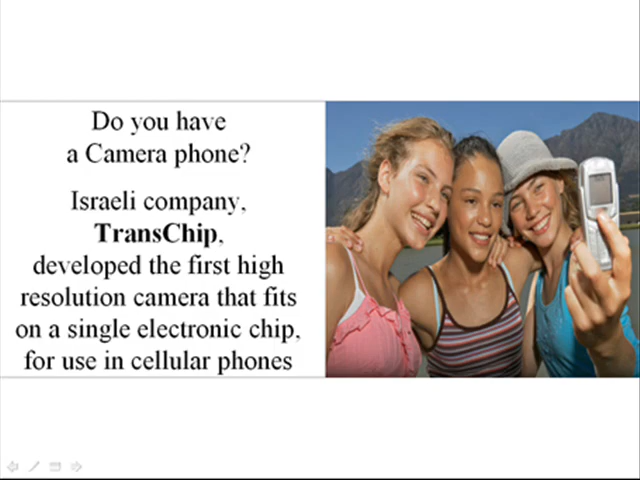 Do you have
a Camera phone?
Israeli company,
TransChip,
developed the first high
resolution camera that fits
on a single electronic chip,
for use in cellular phones